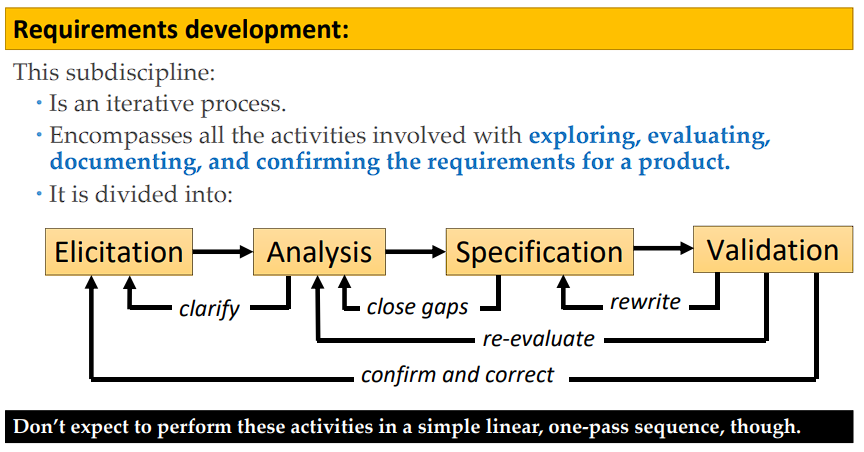 Requirements development:
This subdiscipline:
• Is an iterative process.
• Encompasses all the activities involved with exploring, evaluating,
documenting, and confirming the requirements for a product.
• It is divided into:
Elicitation Analysis Specification Validation
clarify close gaps rewrite
re-evaluate
confirm and correct
Don’t expect to perform these activities in a simple linear, one-pass sequence, though.